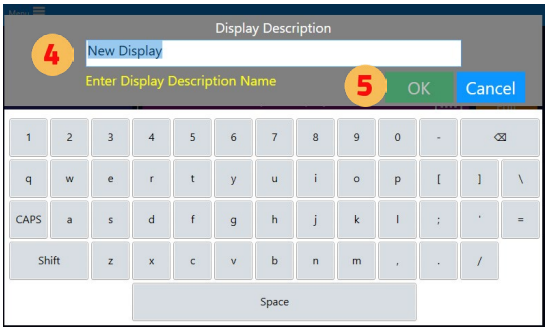 Menu
Display Description
4 New Display
Enter Display Description Name
5 OK Cancel
1 2 3 4 5 6 7 8 9 0 - ⌫
q w e r t y u i o p [ ] \
CAPS a s d f g h j k l ; ' =
Shift z x c v b n m , . /
Space